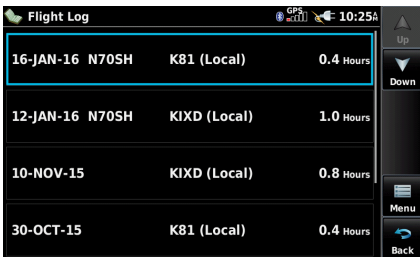 Flight Log GPS 10:25A
Up
16-JAN-16 N70SH K81 (Local) 0.4 Hours
Down
12-JAN-16 N70SH KIXD (Local) 1.0 Hours
10-NOV-15 KIXD (Local) 0.8 Hours
Menu
30-OCT-15 K81 (Local) 0.4 Hours
Back